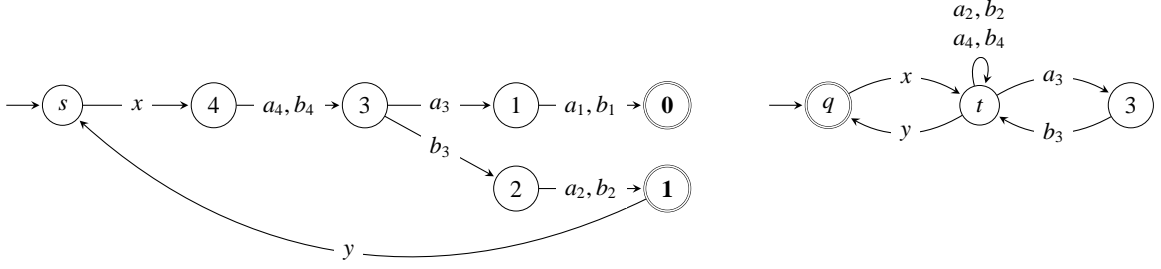 a₂, b₂
a₄, b₄
s x 4 a₄, b₄ 3 a₃ 1 a₁, b₁ 0
q x t a₃ 3
y b₃
b₃
2 a₂, b₂ 1
y